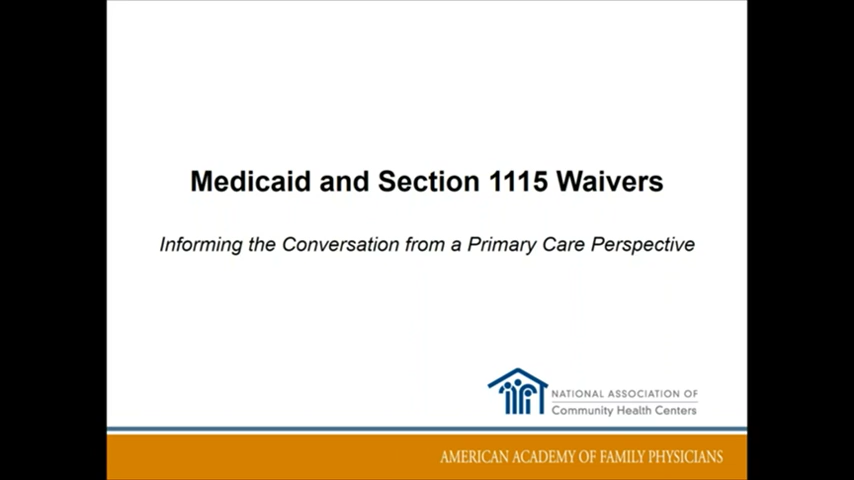 Medicaid and Section 1115 Waivers
Informing the Conversation from a Primary Care Perspective
NATIONAL ASSOCIATION OF
Community Health Centers
AMERICAN ACADEMY OF FAMILY PHYSICIANS